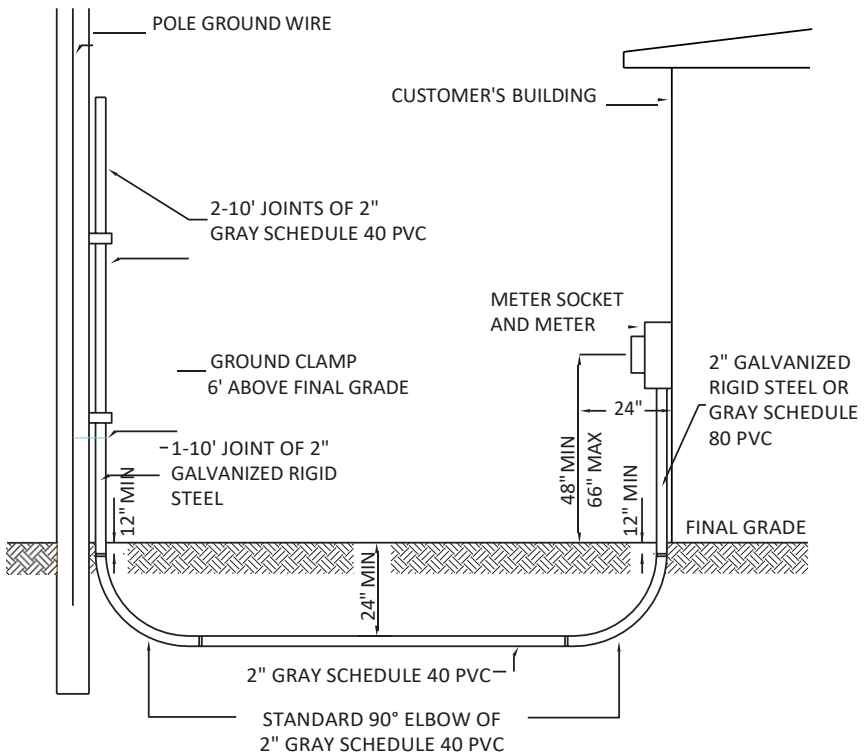 POLE GROUND WIRE
CUSTOMER'S BUILDING
2-10' JOINTS OF 2"
GRAY SCHEDULE 40 PVC
METER SOCKET
AND METER
GROUND CLAMP
6' ABOVE FINAL GRADE
2" GALVANIZED
RIGID STEEL OR
GRAY SCHEDULE
80 PVC
24"
1-10' JOINT OF 2"
GALVANIZED RIGID
STEEL
12" MIN
48" MIN
66" MAX
12" MIN
FINAL GRADE
24" MIN
2" GRAY SCHEDULE 40 PVC
STANDARD 90° ELBOW OF
2" GRAY SCHEDULE 40 PVC